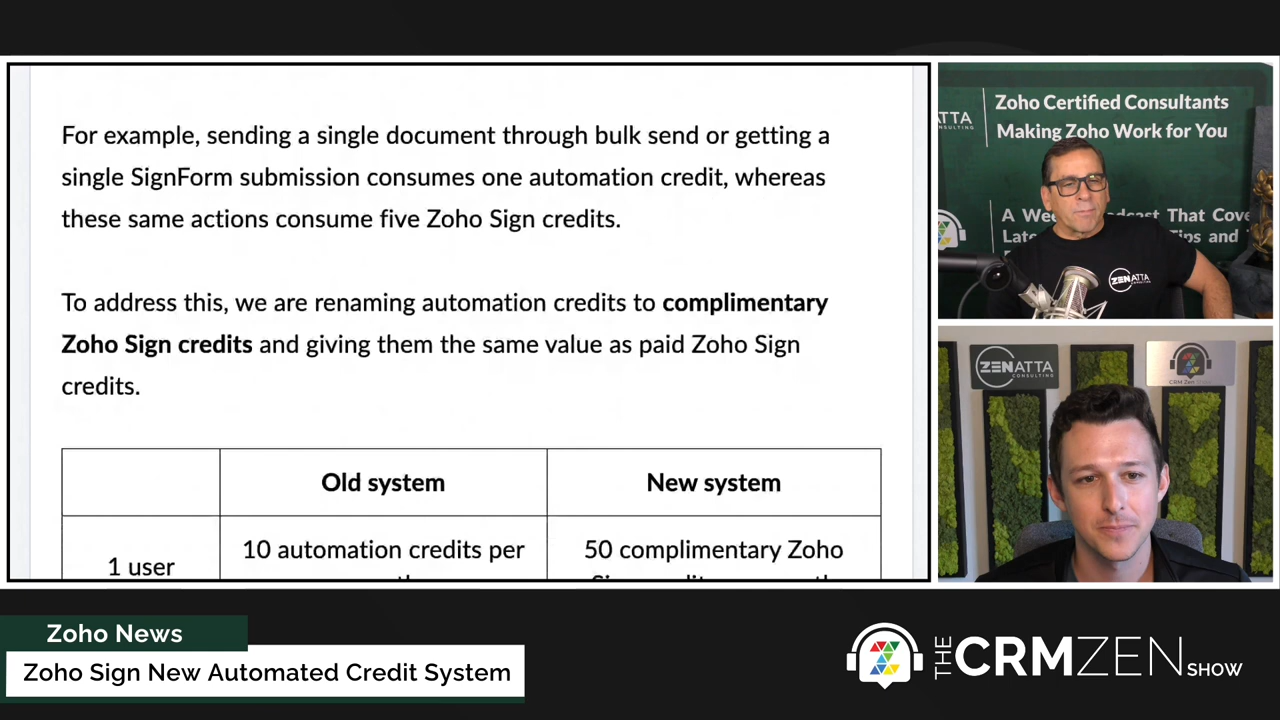 For example, sending a single document through bulk send or getting a
single SignForm submission consumes one automation credit, whereas
these same actions consume five Zoho Sign credits.
To address this, we are renaming automation credits to complimentary
Zoho Sign credits and giving them the same value as paid Zoho Sign
credits.
Old system
New system
1 user
10 automation credits per
50 complimentary Zoho
Zoho Certified Consultants
Making Zoho Work for You
ZENATTA
ZENATTA
CONSULTING
CRM Zen Show
Zoho News
Zoho Sign New Automated Credit System
THE CRMZEN SHOW